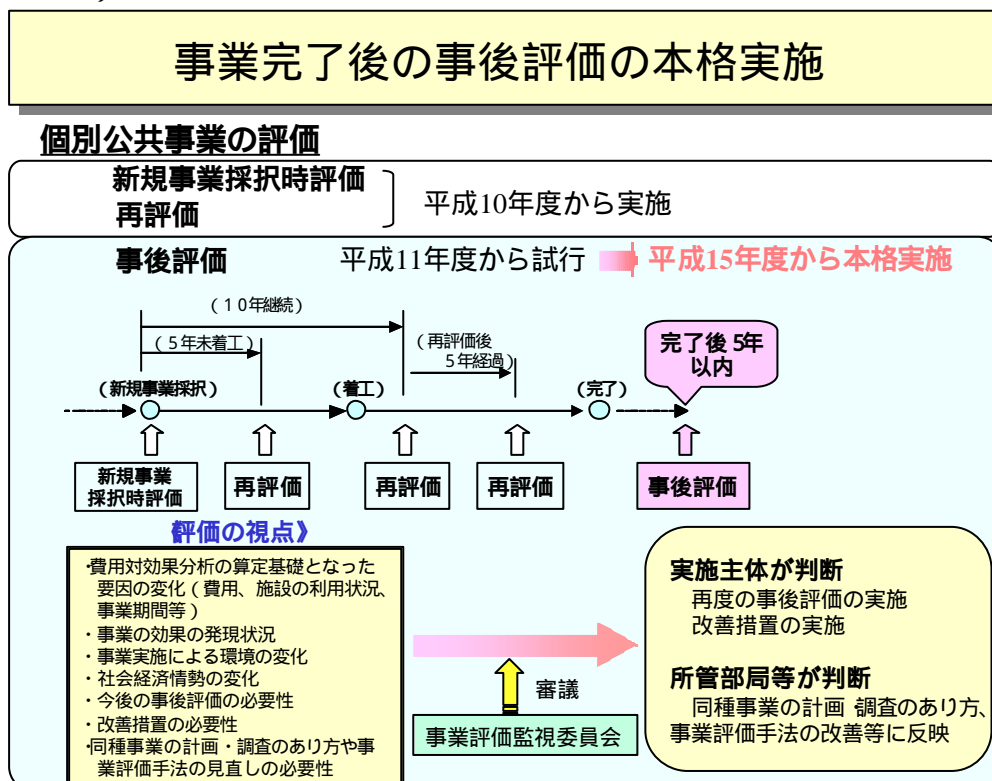 事業完了後の事後評価の本格実施
個別公共事業の評価
新規事業採択時評価
再評価
平成10年度から実施
事後評価
平成11年度から試行
平成15年度から本格実施
（１０年継続）
（５年未着工）
（再評価後
５年経過）
完了後 5年
以内
（新規事業採択）
（着工）
（完了）
新規事業
採択時評価
再評価
再評価
再評価
事後評価
《評価の視点》
・費用対効果分析の算定基礎となった
要因の変化（費用、施設の利用状況、
事業期間等）
・事業の効果の発現状況
・事業実施による環境の変化
・社会経済情勢の変化
・今後の事後評価の必要性
・改善措置の必要性
・同種事業の計画・調査のあり方や事
業評価手法の見直しの必要性
審議
事業評価監視委員会
実施主体が判断
再度の事後評価の実施
改善措置の実施
所管部局等が判断
同種事業の計画・調査のあり方、
事業評価手法の改善等に反映